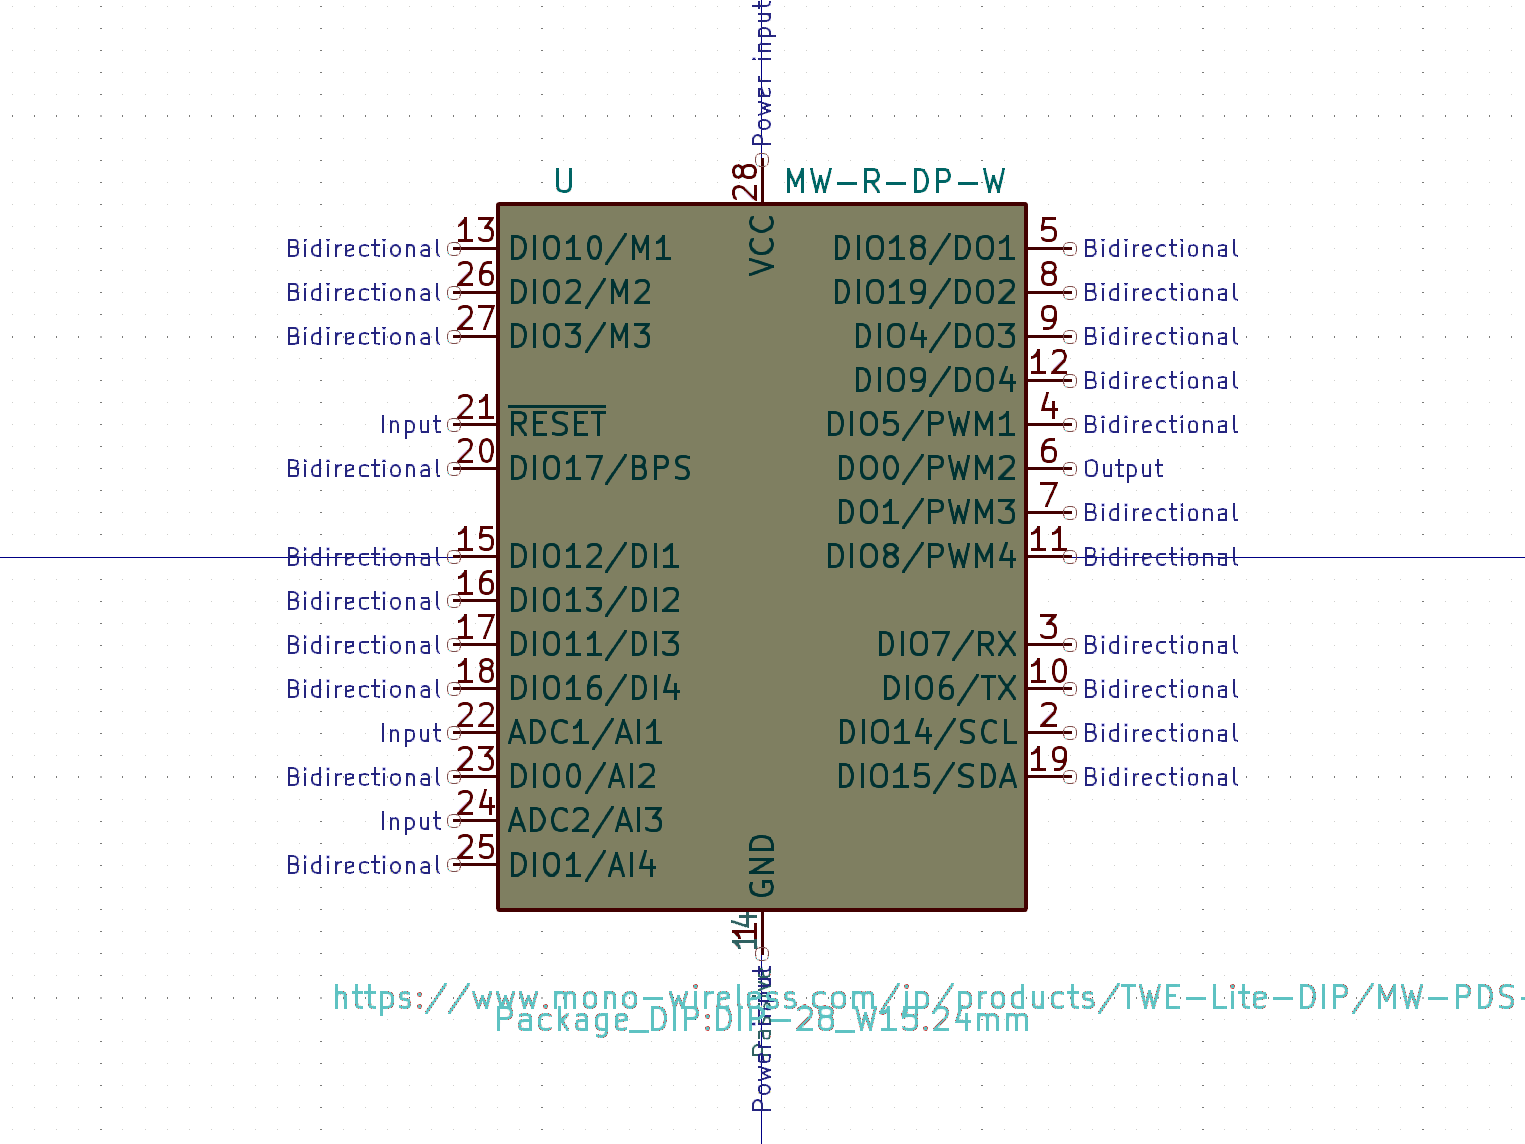 Power input
28
U
MW-R-DP-W
VCC
Bidirectional 13 DIO10/M1
Bidirectional 26 DIO2/M2
Bidirectional 27 DIO3/M3
Input 21 RESET
Bidirectional 20 DIO17/BPS
Bidirectional 15 DIO12/DI1
Bidirectional 16 DIO13/DI2
Bidirectional 17 DIO11/DI3
Bidirectional 18 DIO16/DI4
Input 22 ADC1/AI1
Bidirectional 23 DIO0/AI2
Input 24 ADC2/AI3
Bidirectional 25 DIO1/AI4
DIO18/DO1 5 Bidirectional
DIO19/DO2 8 Bidirectional
DIO4/DO3 9 Bidirectional
DIO9/DO4 12 Bidirectional
DIO5/PWM1 4 Bidirectional
DO0/PWM2 6 Output
DO1/PWM3 7 Bidirectional
DIO8/PWM4 11 Bidirectional
DIO7/RX 3 Bidirectional
DIO6/TX 10 Bidirectional
DIO14/SCL 2 Bidirectional
DIO15/SDA 19 Bidirectional
GND
14
1
Power input
Passive
https://www.mono-wireless.com/jp/products/TWE-Lite-DIP/MW-PDS-
Package_DIP:DIP-28_W15.24mm